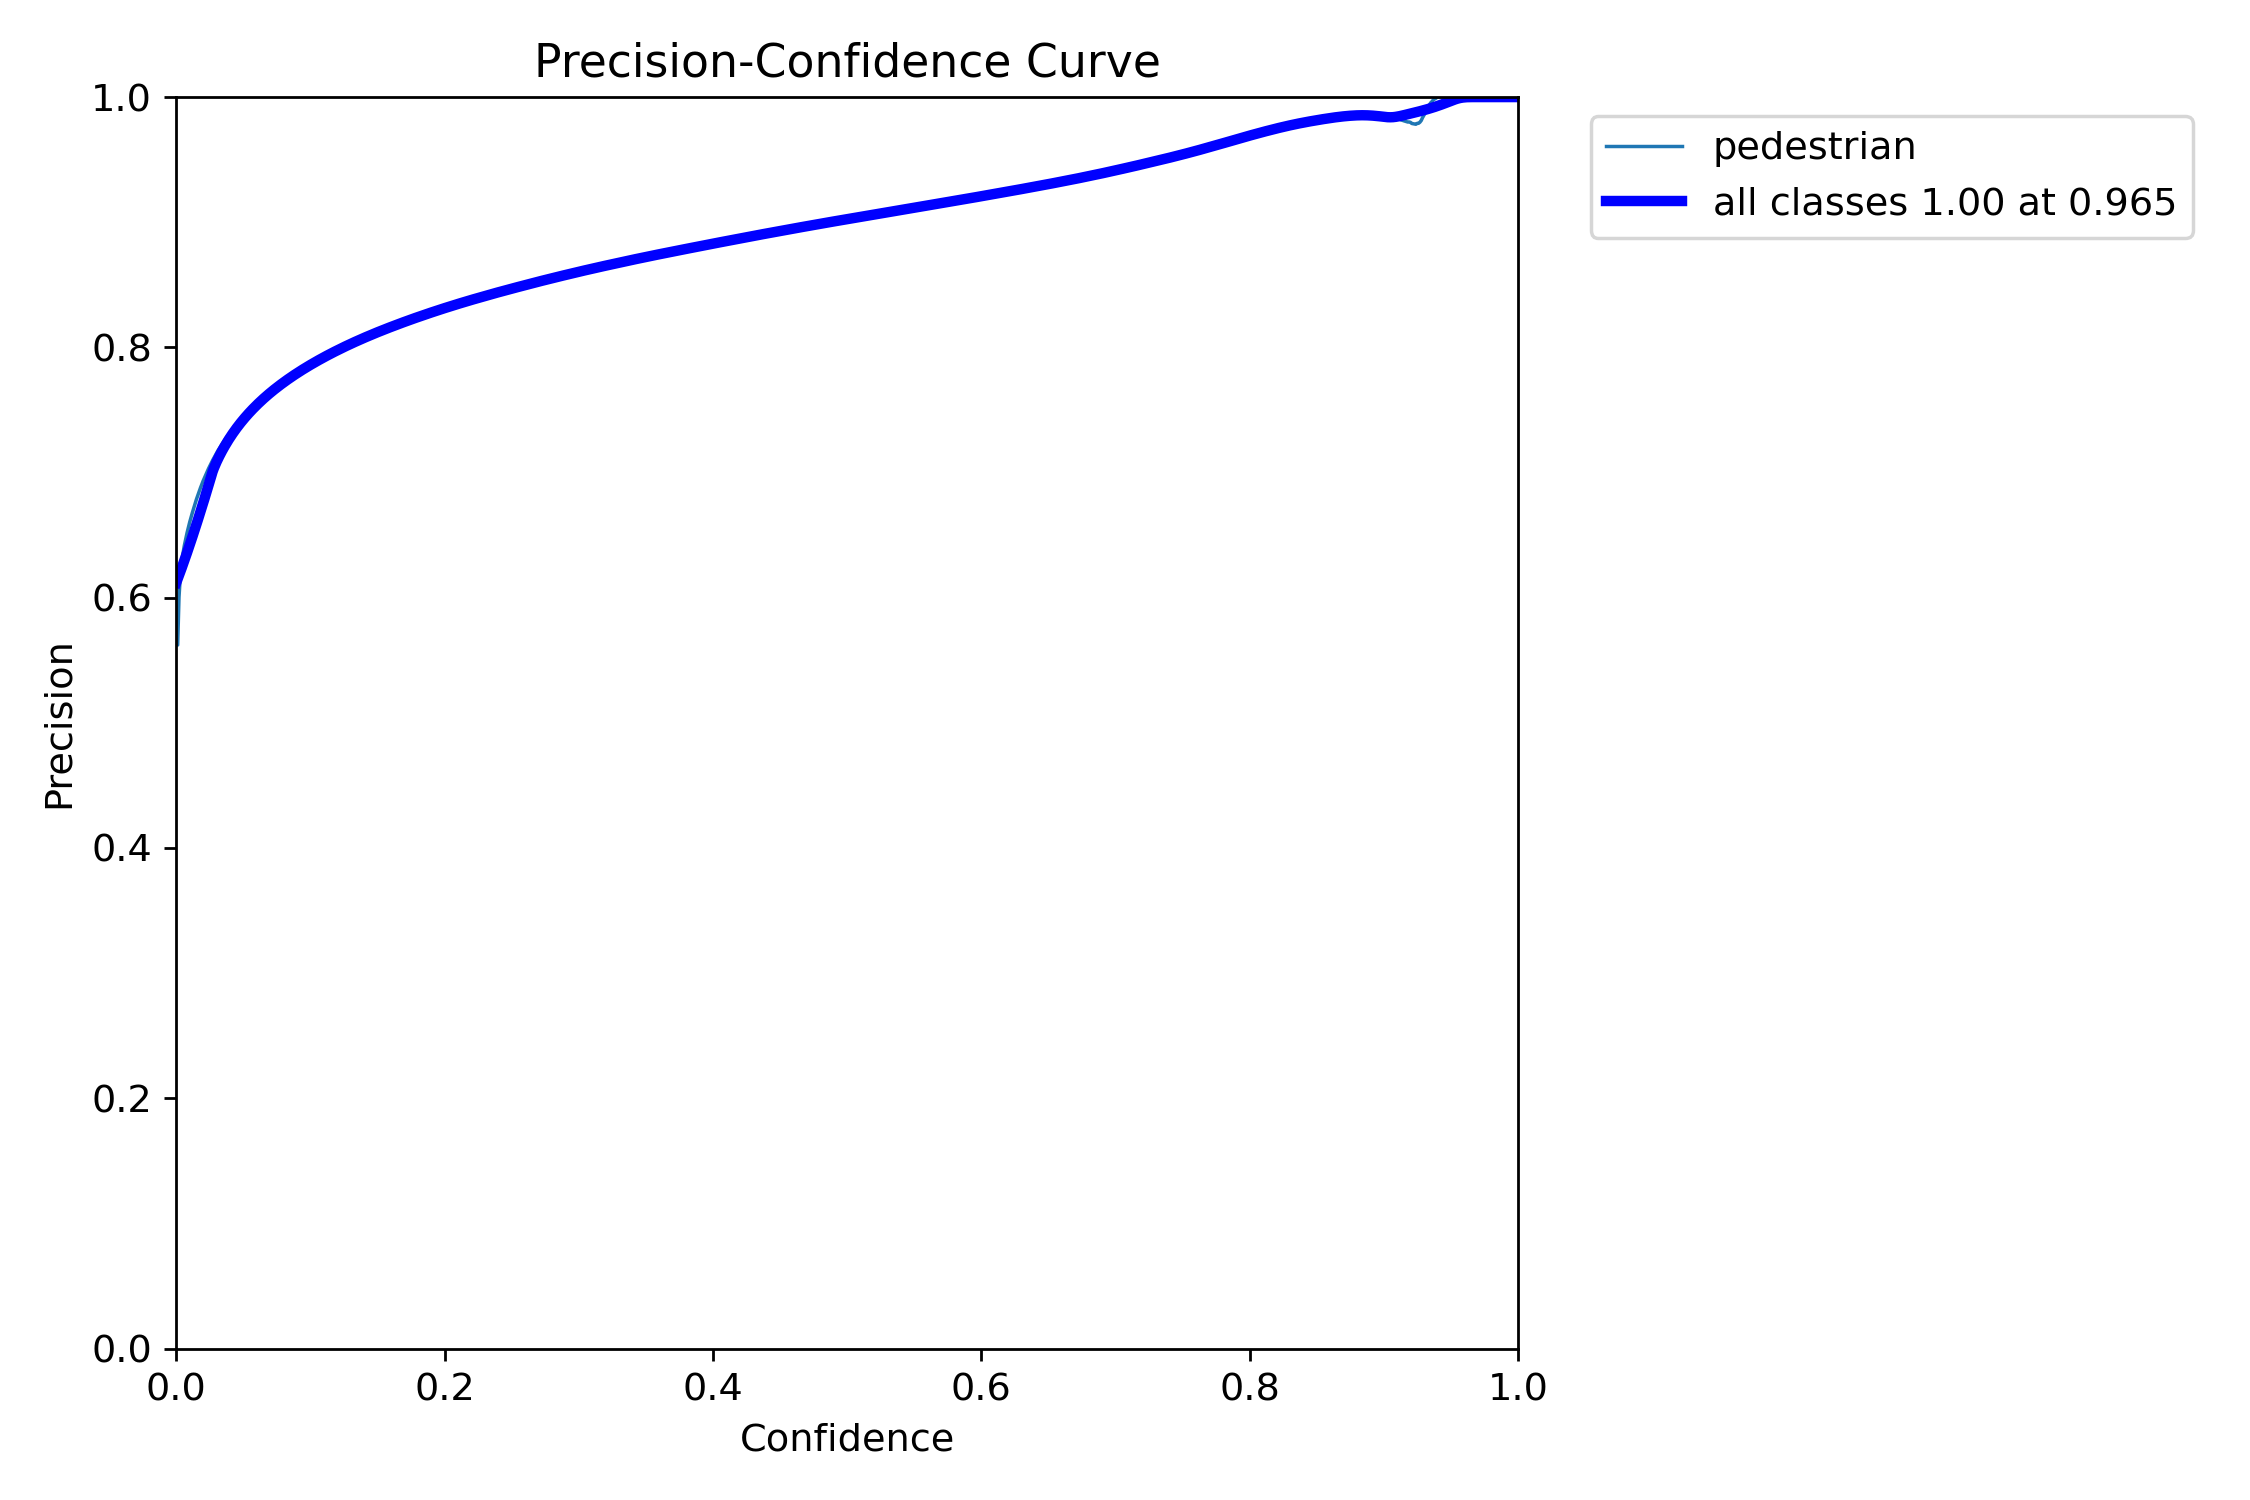 Precision-Confidence Curve
1.0
0.8
0.6
0.4
0.2
0.0
Precision
0.0 0.2 0.4 0.6 0.8 1.0
Confidence
pedestrian
all classes 1.00 at 0.965